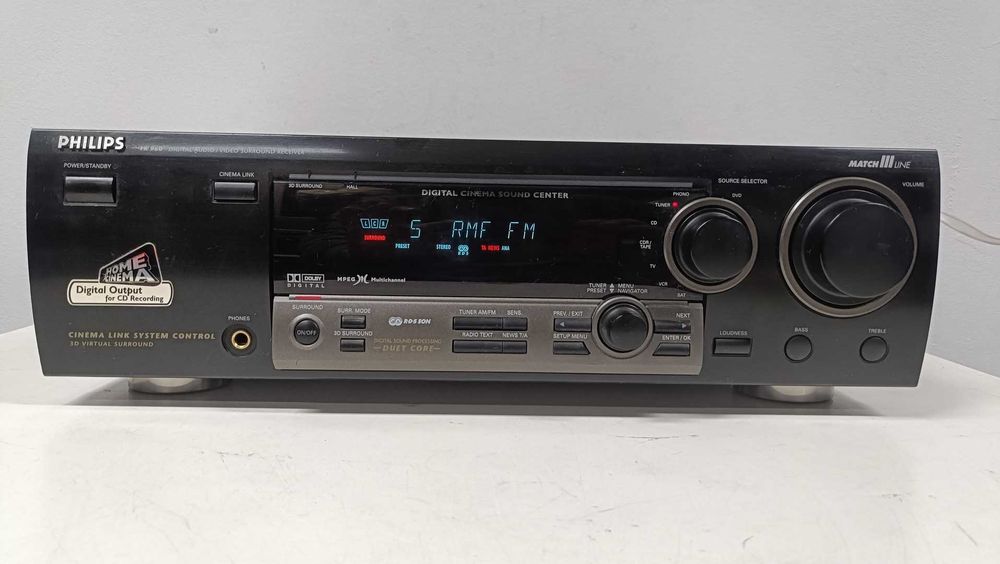 PHILIPS
FR 960 DIGITAL AUDIO / VIDEO SURROUND RECEIVER
MATCH LINE
POWER/STANDBY
CINEMA LINK
3D SURROUND
HALL
DIGITAL CINEMA SOUND CENTER
SOURCE SELECTOR
VOLUME
PHONO
DVD
TUNER
CD
CDR/
TAPE
TV
VCR
SAT
L C R
SURROUND
5 RMF FM
PRESET
STEREO
RDS
TA NEWS ANA
DOLBY
DIGITAL
MPEG Multichannel
HOME
CINEMA
Digital Output
for CD Recording
CINEMA LINK SYSTEM CONTROL
3D VIRTUAL SURROUND
PHONES
SURROUND
ON/OFF
SURR. MODE
3D SURROUND
RDS EON
DIGITAL SOUND PROCESSING
DUET CORE
TUNER AM/FM
SENS.
RADIO TEXT
NEWS T/A
TUNER ▲ MENU
PRESET ▼ NAVIGATOR
PREV. / EXIT
◄
NEXT
►
SETUP MENU
ENTER / OK
LOUDNESS
BASS
TREBLE